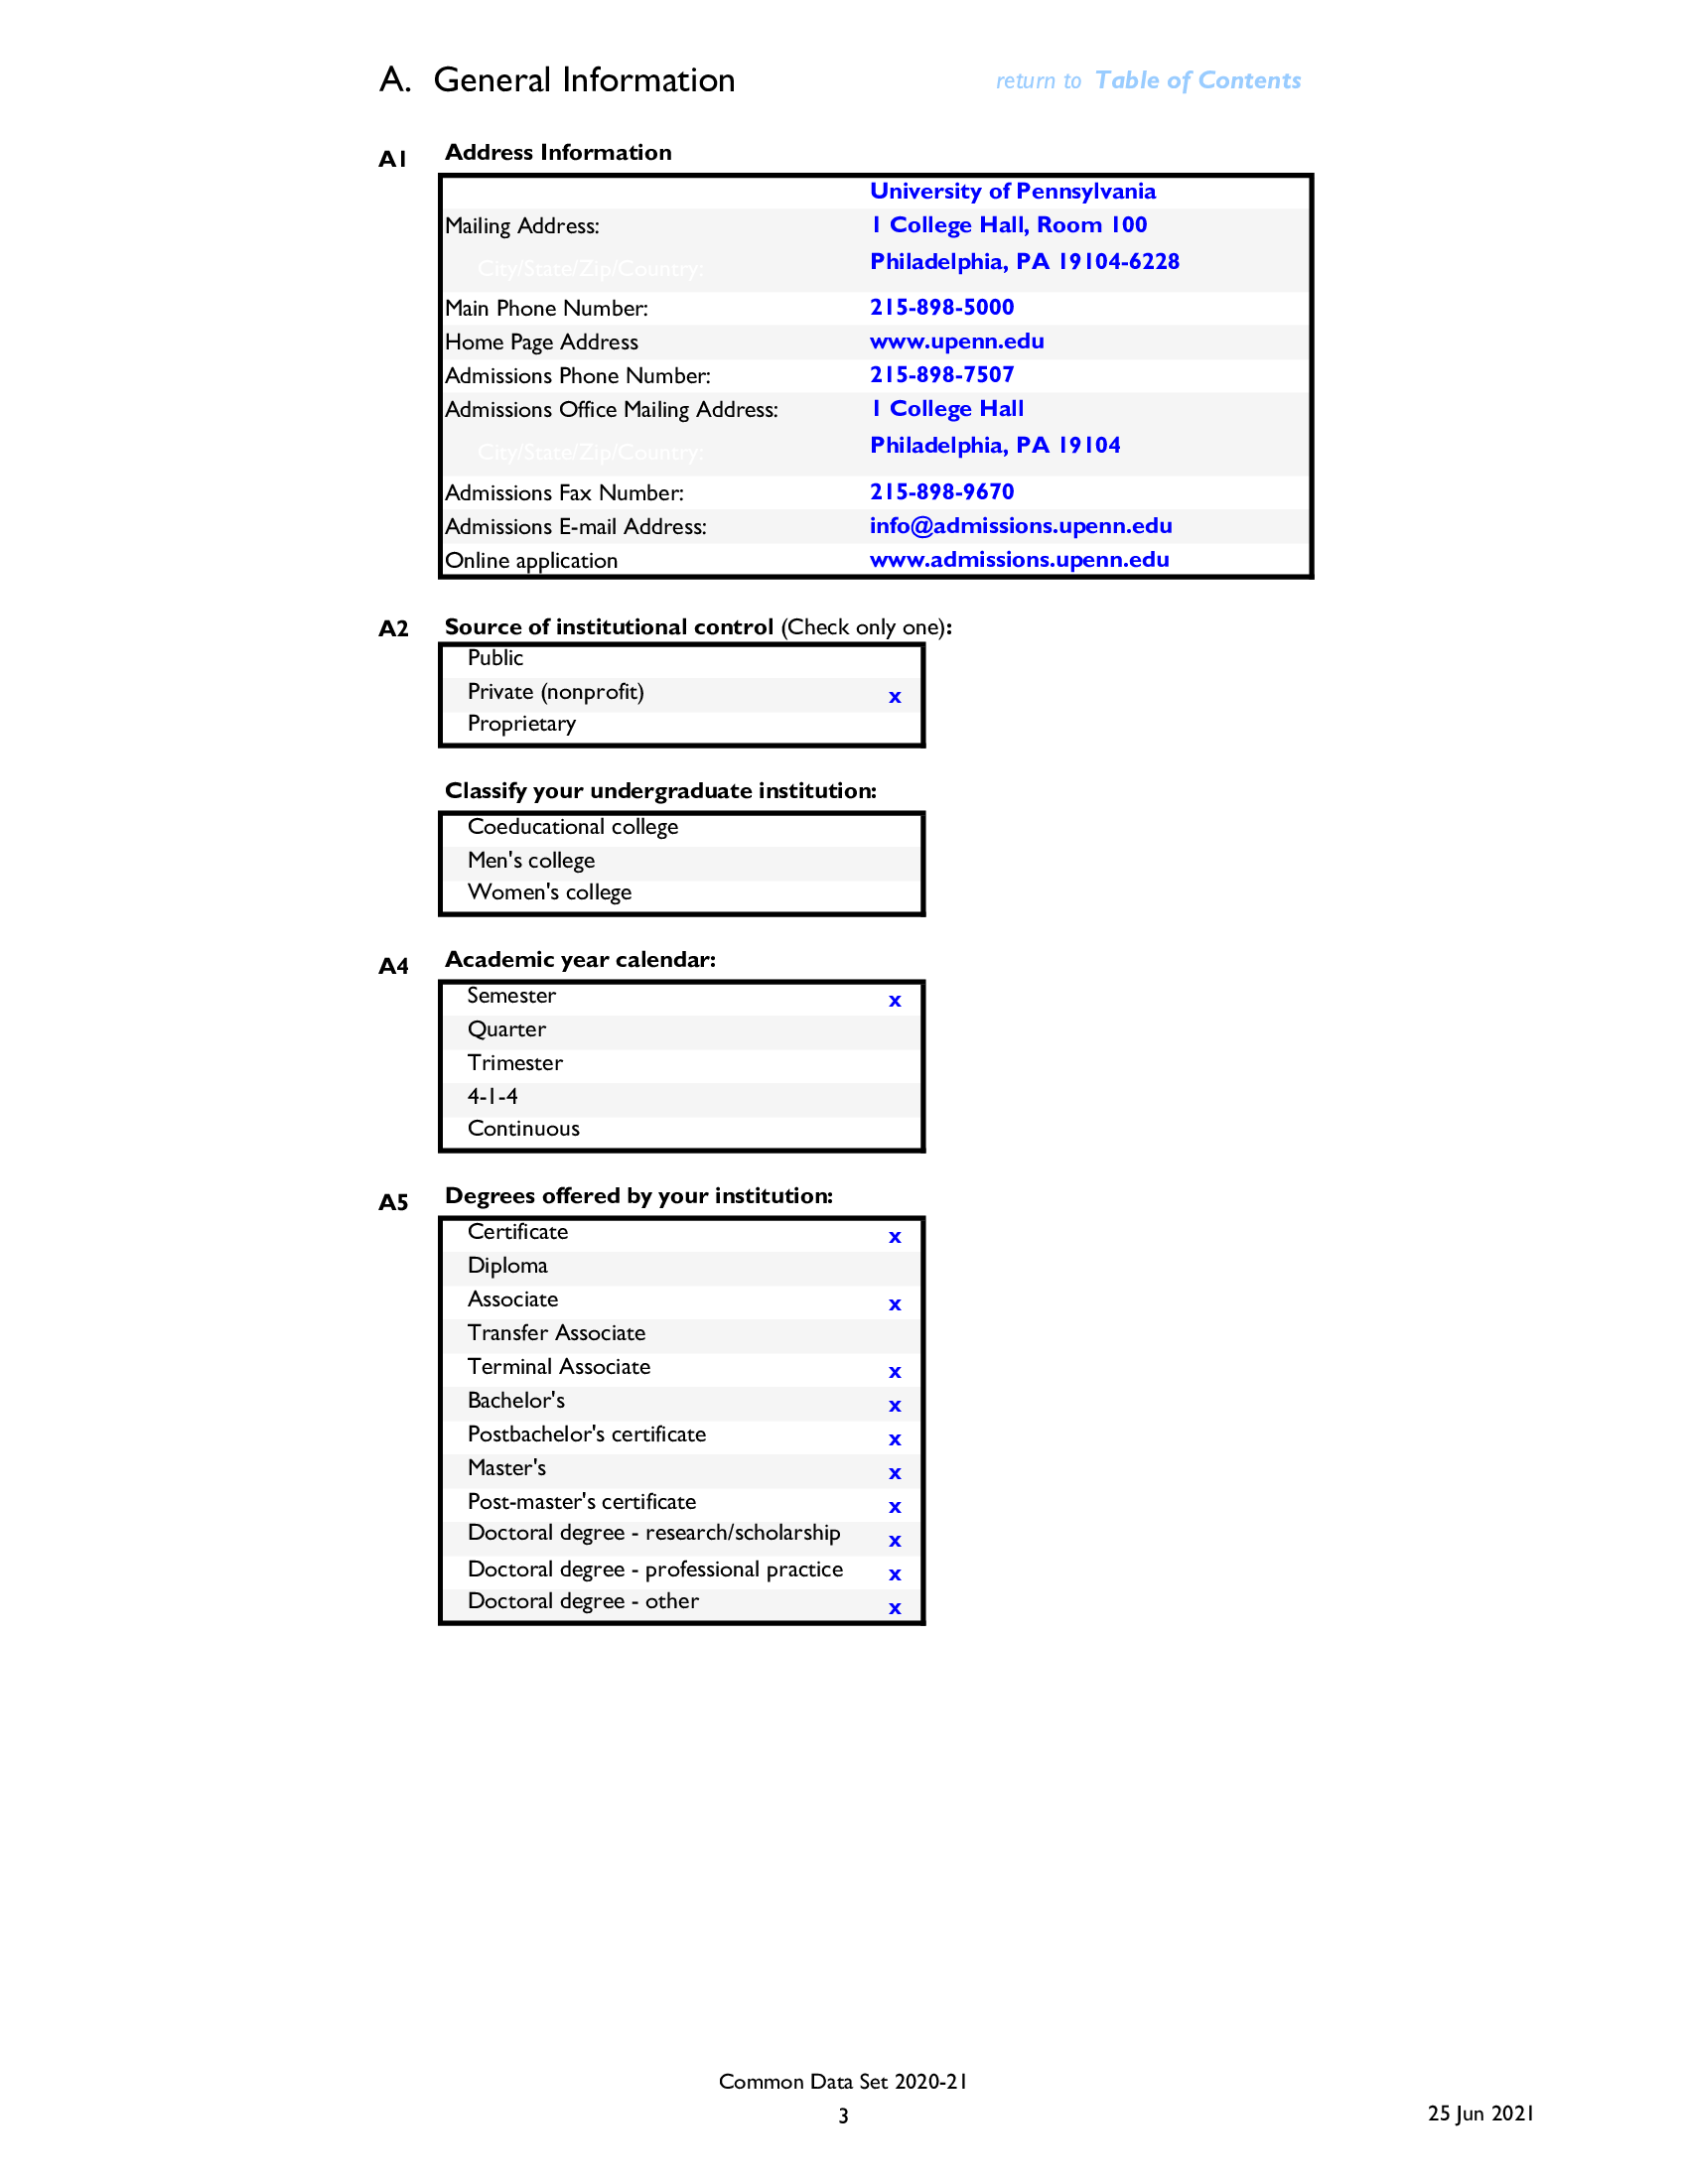 A. General Information return to Table of Contents
A1 Address Information
University of Pennsylvania
Mailing Address: 1 College Hall, Room 100
City/State/Zip/Country: Philadelphia, PA 19104-6228
Main Phone Number: 215-898-5000
Home Page Address www.upenn.edu
Admissions Phone Number: 215-898-7507
Admissions Office Mailing Address: 1 College Hall
City/State/Zip/Country: Philadelphia, PA 19104
Admissions Fax Number: 215-898-9670
Admissions E-mail Address: info@admissions.upenn.edu
Online application www.admissions.upenn.edu
A2 Source of institutional control (Check only one):
Public
Private (nonprofit) x
Proprietary
Classify your undergraduate institution:
Coeducational college
Men's college
Women's college
A4 Academic year calendar:
Semester x
Quarter
Trimester
4-1-4
Continuous
A5 Degrees offered by your institution:
Certificate x
Diploma
Associate x
Transfer Associate
Terminal Associate x
Bachelor's x
Postbachelor's certificate x
Master's x
Post-master's certificate x
Doctoral degree - research/scholarship x
Doctoral degree - professional practice x
Doctoral degree - other x
Common Data Set 2020-21
3 25 Jun 2021